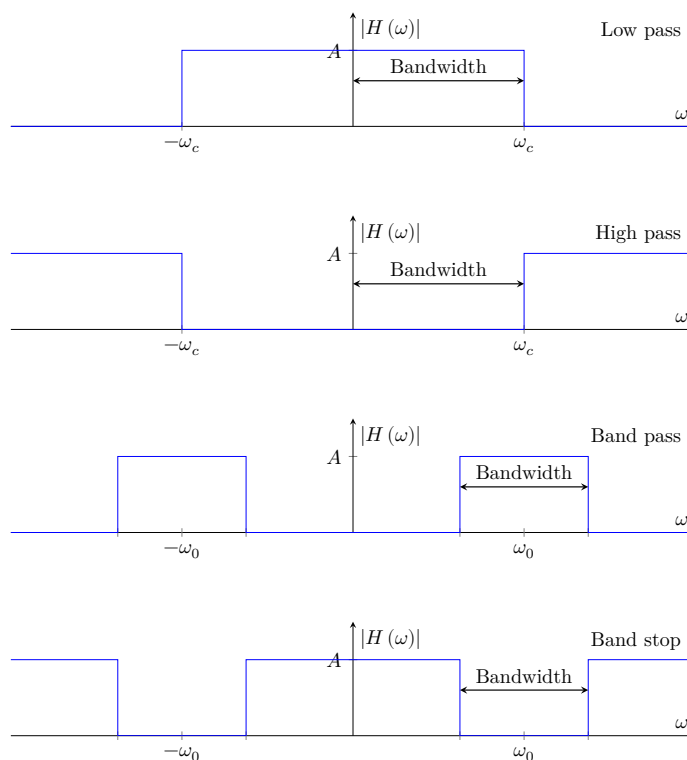 |H (ω)|
Low pass
A
Bandwidth
ω
−ω_c
ω_c
|H (ω)|
High pass
A
Bandwidth
ω
−ω_c
ω_c
|H (ω)|
Band pass
A
Bandwidth
ω
−ω_0
ω_0
|H (ω)|
Band stop
A
Bandwidth
ω
−ω_0
ω_0